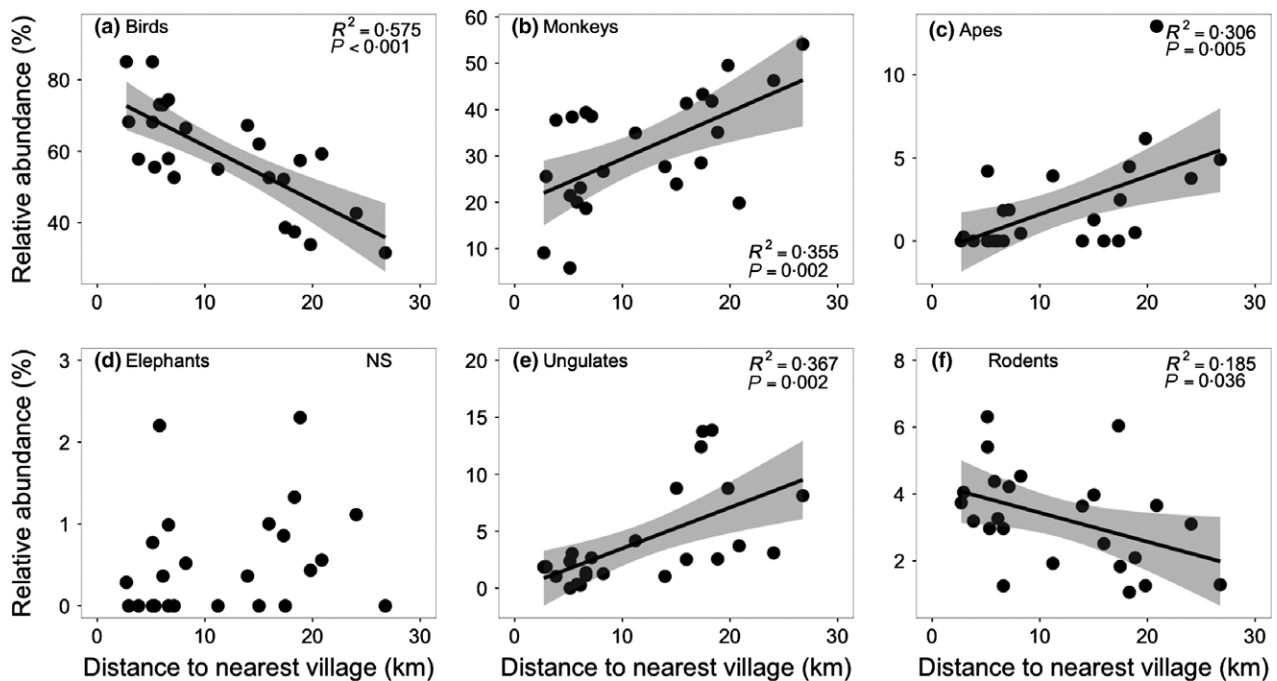 (a) Birds
R² = 0·575
P < 0·001
Relative abundance (%)
80
60
40
0 10 20 30
(b) Monkeys
60
50
40
30
20
10
0
R² = 0·355
P = 0·002
0 10 20 30
(c) Apes
R² = 0·306
P = 0·005
10
5
0
0 10 20 30
(d) Elephants
NS
Relative abundance (%)
3
2
1
0
0 10 20 30
Distance to nearest village (km)
(e) Ungulates
R² = 0·367
P = 0·002
20
15
10
5
0
0 10 20 30
Distance to nearest village (km)
(f) Rodents
R² = 0·185
P = 0·036
8
6
4
2
0 10 20 30
Distance to nearest village (km)